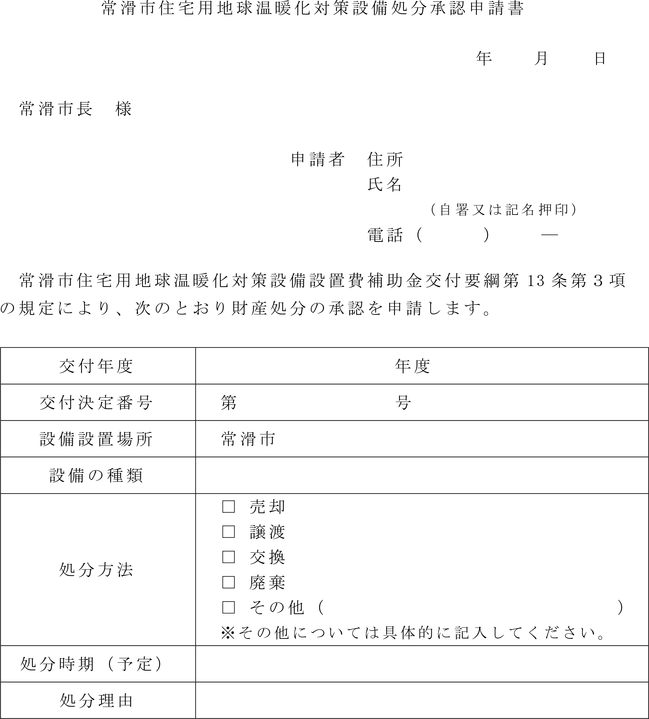 常滑市住宅用地球温暖化対策設備処分承認申請書
年　　月　　日
常滑市長　様
申請者　住所
氏名
（自署又は記名押印）
電話（　　　）　　―
常滑市住宅用地球温暖化対策設備設置費補助金交付要綱第 13 条第３項
の規定により、次のとおり財産処分の承認を申請します。
交付年度　　年度
交付決定番号　第　　　　号
設備設置場所　常滑市
設備の種類
処分方法
□ 売却
□ 譲渡
□ 交換
□ 廃棄
□ その他（　　　　　　　　）
※その他については具体的に記入してください。
処分時期（予定）
処分理由